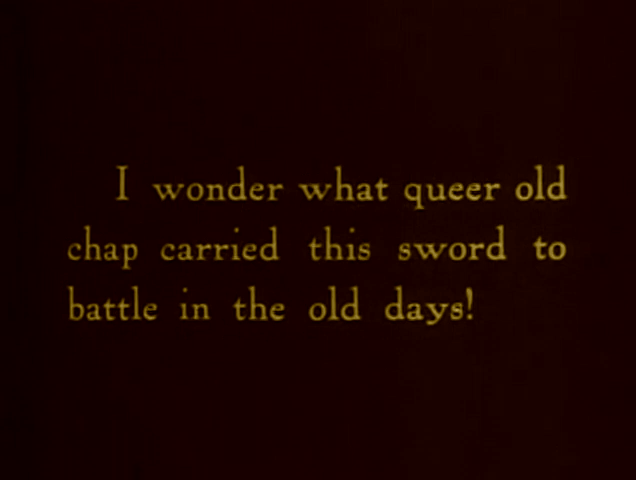 I wonder what queer old
chap carried this sword to
battle in the old days!